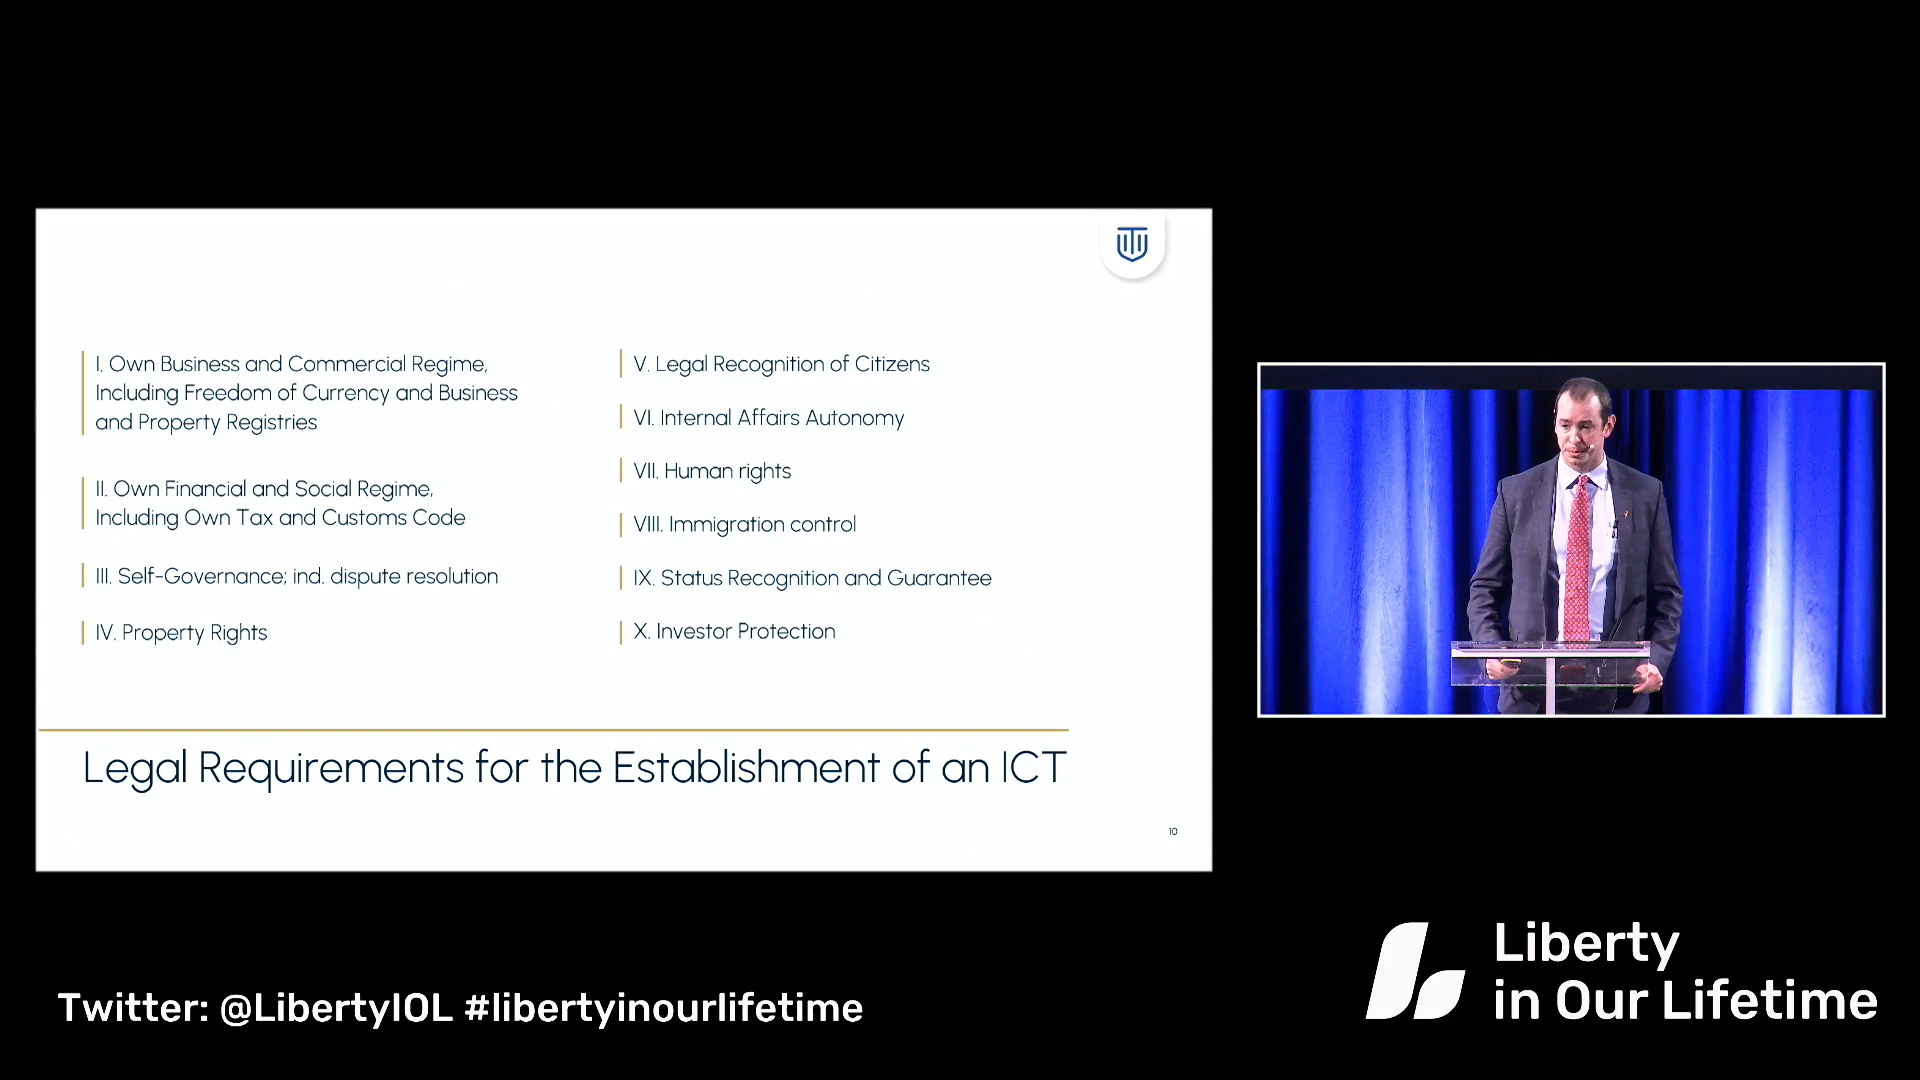 I. Own Business and Commercial Regime,
Including Freedom of Currency and Business
and Property Registries
II. Own Financial and Social Regime,
Including Own Tax and Customs Code
III. Self-Governance; ind. dispute resolution
IV. Property Rights
V. Legal Recognition of Citizens
VI. Internal Affairs Autonomy
VII. Human rights
VIII. Immigration control
IX. Status Recognition and Guarantee
X. Investor Protection
Legal Requirements for the Establishment of an ICT
10
Twitter: @LibertyIOL #libertyinourlifetime
Liberty
in Our Lifetime